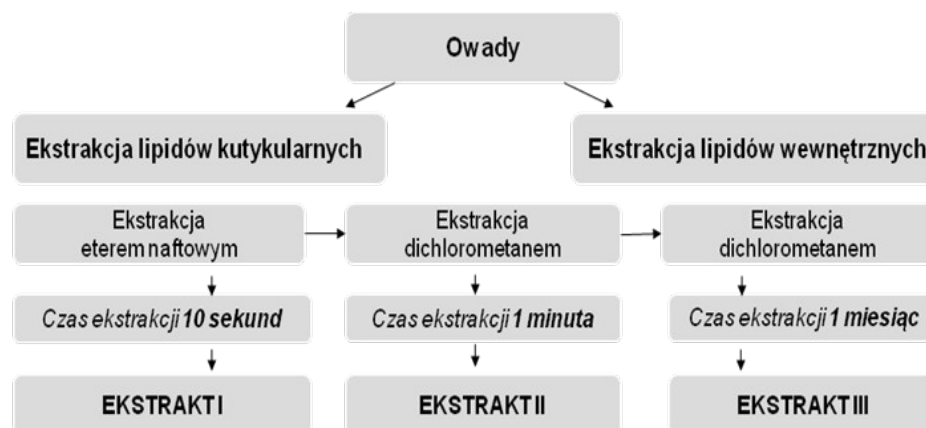 Owady
Ekstrakcja lipidów kutykularnych
Ekstrakcja lipidów wewnętrznych
Ekstrakcja
eterem naftowym
Ekstrakcja
dichlorometanem
Ekstrakcja
dichlorometanem
Czas ekstrakcji 10 sekund
Czas ekstrakcji 1 minuta
Czas ekstrakcji 1 miesiąc
EKSTRAKT I
EKSTRAKT II
EKSTRAKT III